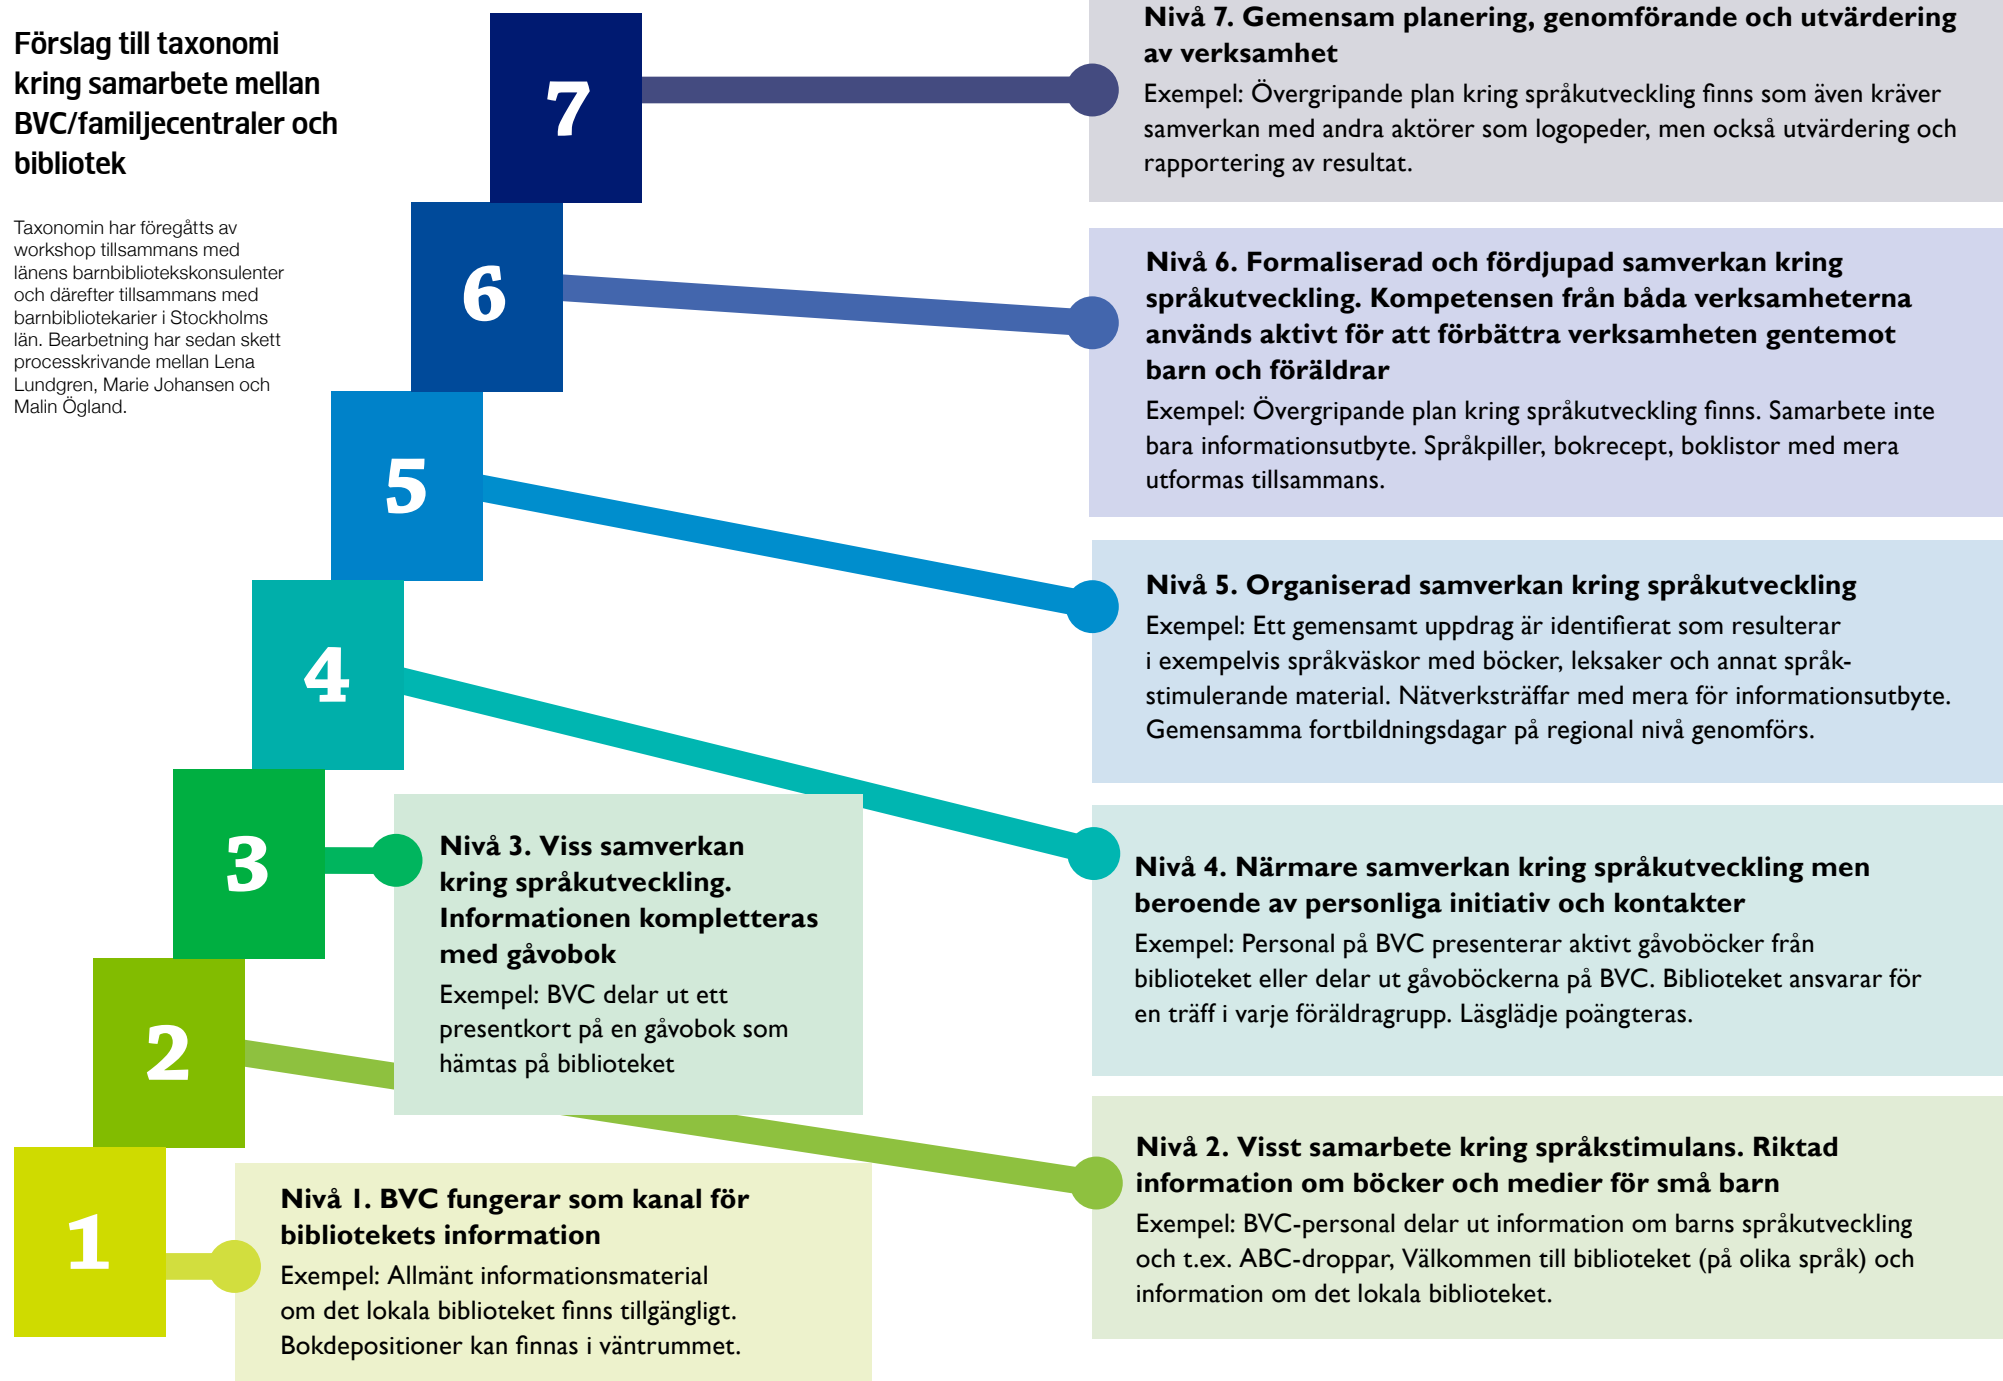 Förslag till taxonomi
kring samarbete mellan
BVC/familjecentraler och
bibliotek
Taxonomin har föregåtts av
workshop tillsammans med
länens barnbibliotekskonsulenter
och därefter tillsammans med
barnbibliotekarier i Stockholms
län. Bearbetning har sedan skett
processkrivande mellan Lena
Lundgren, Marie Johansen och
Malin Ögland.
7
Nivå 7. Gemensam planering, genomförande och utvärdering
av verksamhet
Exempel: Övergripande plan kring språkutveckling finns som även kräver
samverkan med andra aktörer som logopeder, men också utvärdering och
rapportering av resultat.
6
Nivå 6. Formaliserad och fördjupad samverkan kring
språkutveckling. Kompetensen från båda verksamheterna
används aktivt för att förbättra verksamheten gentemot
barn och föräldrar
Exempel: Övergripande plan kring språkutveckling finns. Samarbete inte
bara informationsutbyte. Språkpiller, bokrecept, boklistor med mera
utformas tillsammans.
5
Nivå 5. Organiserad samverkan kring språkutveckling
Exempel: Ett gemensamt uppdrag är identifierat som resulterar
i exempelvis språkväskor med böcker, leksaker och annat språk-
stimulerande material. Nätverksträffar med mera för informationsutbyte.
Gemensamma fortbildningsdagar på regional nivå genomförs.
4
Nivå 4. Närmare samverkan kring språkutveckling men
beroende av personliga initiativ och kontakter
Exempel: Personal på BVC presenterar aktivt gåvoböcker från
biblioteket eller delar ut gåvoböckerna på BVC. Biblioteket ansvarar för
en träff i varje föräldragrupp. Läsglädje poängteras.
3
Nivå 3. Viss samverkan
kring språkutveckling.
Informationen kompletteras
med gåvobok
Exempel: BVC delar ut ett
presentkort på en gåvobok som
hämtas på biblioteket
2
Nivå 2. Visst samarbete kring språkstimulans. Riktad
information om böcker och medier för små barn
Exempel: BVC-personal delar ut information om barns språkutveckling
och t.ex. ABC-droppar, Välkommen till biblioteket (på olika språk) och
information om det lokala biblioteket.
1
Nivå 1. BVC fungerar som kanal för
bibliotekets information
Exempel: Allmänt informationsmaterial
om det lokala biblioteket finns tillgängligt.
Bokdepositioner kan finnas i väntrummet.